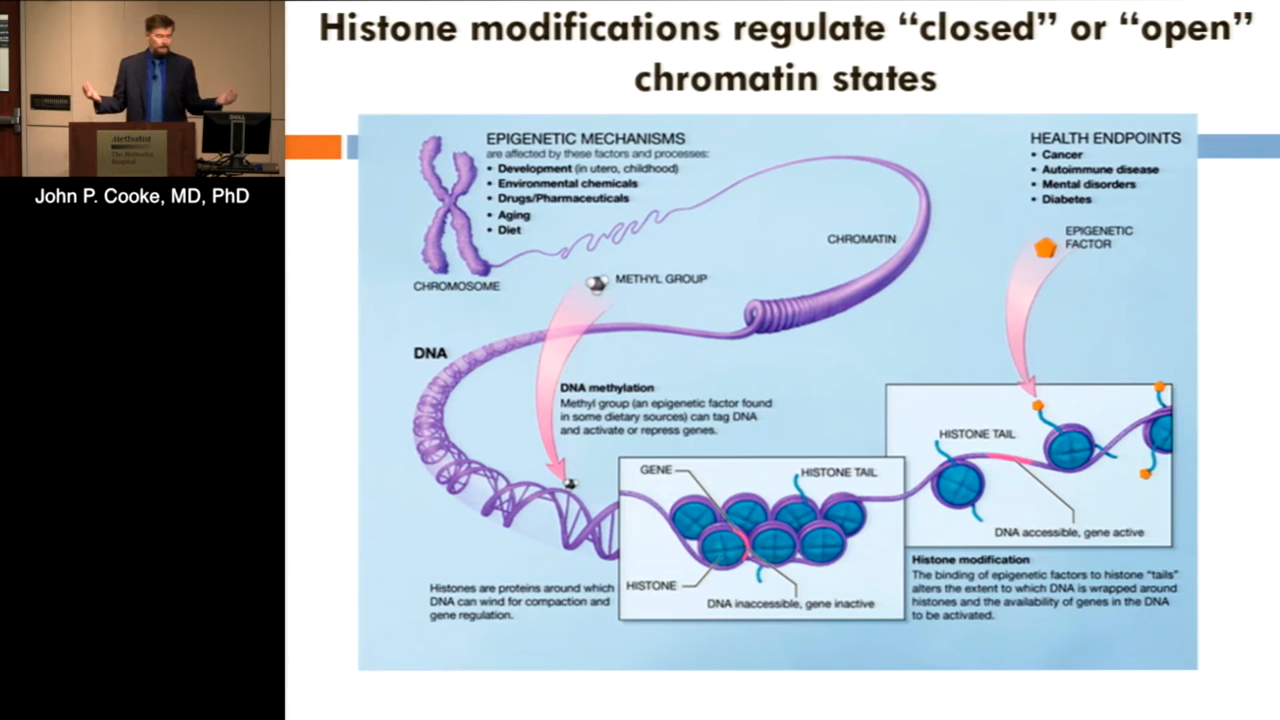 Histone modifications regulate “closed” or “open”
chromatin states
Methodist
The Methodist
Hospital
DELL
John P. Cooke, MD, PhD
EPIGENETIC MECHANISMS
are affected by these factors and processes:
• Development (in utero, childhood)
• Environmental chemicals
• Drugs/Pharmaceuticals
• Aging
• Diet
HEALTH ENDPOINTS
• Cancer
• Autoimmune disease
• Mental disorders
• Diabetes
EPIGENETIC
FACTOR
CHROMATIN
CHROMOSOME
METHYL GROUP
DNA
DNA methylation
Methyl group (an epigenetic factor found
in some dietary sources) can tag DNA
and activate or repress genes.
HISTONE TAIL
GENE
HISTONE TAIL
DNA accessible, gene active
HISTONE
DNA inaccessible, gene inactive
Histones are proteins around which
DNA can wind for compaction and
gene regulation.
Histone modification
The binding of epigenetic factors to histone “tails”
alters the extent to which DNA is wrapped around
histones and the availability of genes in the DNA
to be activated.